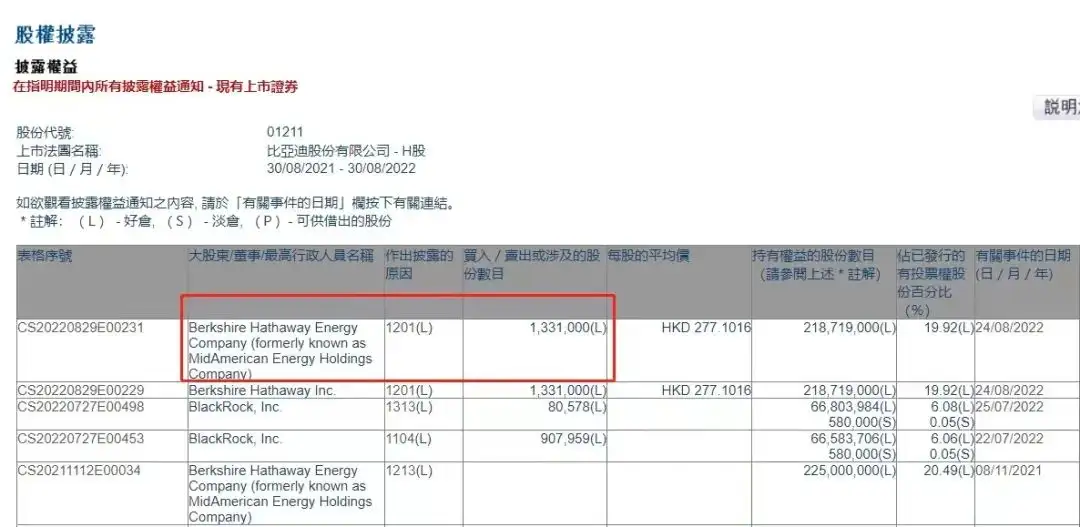 股權披露
披露權益
在指明期間內所有披露權益通知 - 現有上市證券
説明
股份代號: 01211
上市法團名稱: 比亞迪股份有限公司 - H股
日期 (日 / 月 / 年): 30/08/2021 - 30/08/2022
如欲觀看披露權益通知之內容, 請於「有關事件的日期」欄按下有關連結。
* 註解: （L） - 好倉, （S） - 淡倉, （P） - 可供借出的股份
表格序號 大股東/董事/最高行政人員名稱 作出披露的 買入 / 賣出或涉及的股 每股的平均價 持有權益的股份數目 佔已發行的 有關事件的日期
原因 份數目 （請參閱上述 * 註解） 有投票權股 (日 / 月 / 年)
份百分比
（%）
CS20220829E00231 Berkshire Hathaway Energy 1201(L) 1,331,000(L) HKD 277.1016 218,719,000(L) 19.92(L) 24/08/2022
Company (formerly known as
MidAmerican Energy Holdings
Company)
CS20220829E00229 Berkshire Hathaway Inc. 1201(L) 1,331,000(L) HKD 277.1016 218,719,000(L) 19.92(L) 24/08/2022
CS20220727E00498 BlackRock, Inc. 1313(L) 80,578(L) 66,803,984(L) 6.08(L) 25/07/2022
580,000(S) 0.05(S)
CS20220727E00453 BlackRock, Inc. 1104(L) 907,959(L) 66,583,706(L) 6.06(L) 22/07/2022
580,000(S) 0.05(S)
CS20211112E00034 Berkshire Hathaway Energy 1213(L) 225,000,000(L) 20.49(L) 08/11/2021
Company (formerly known as
MidAmerican Energy Holdings
Company)